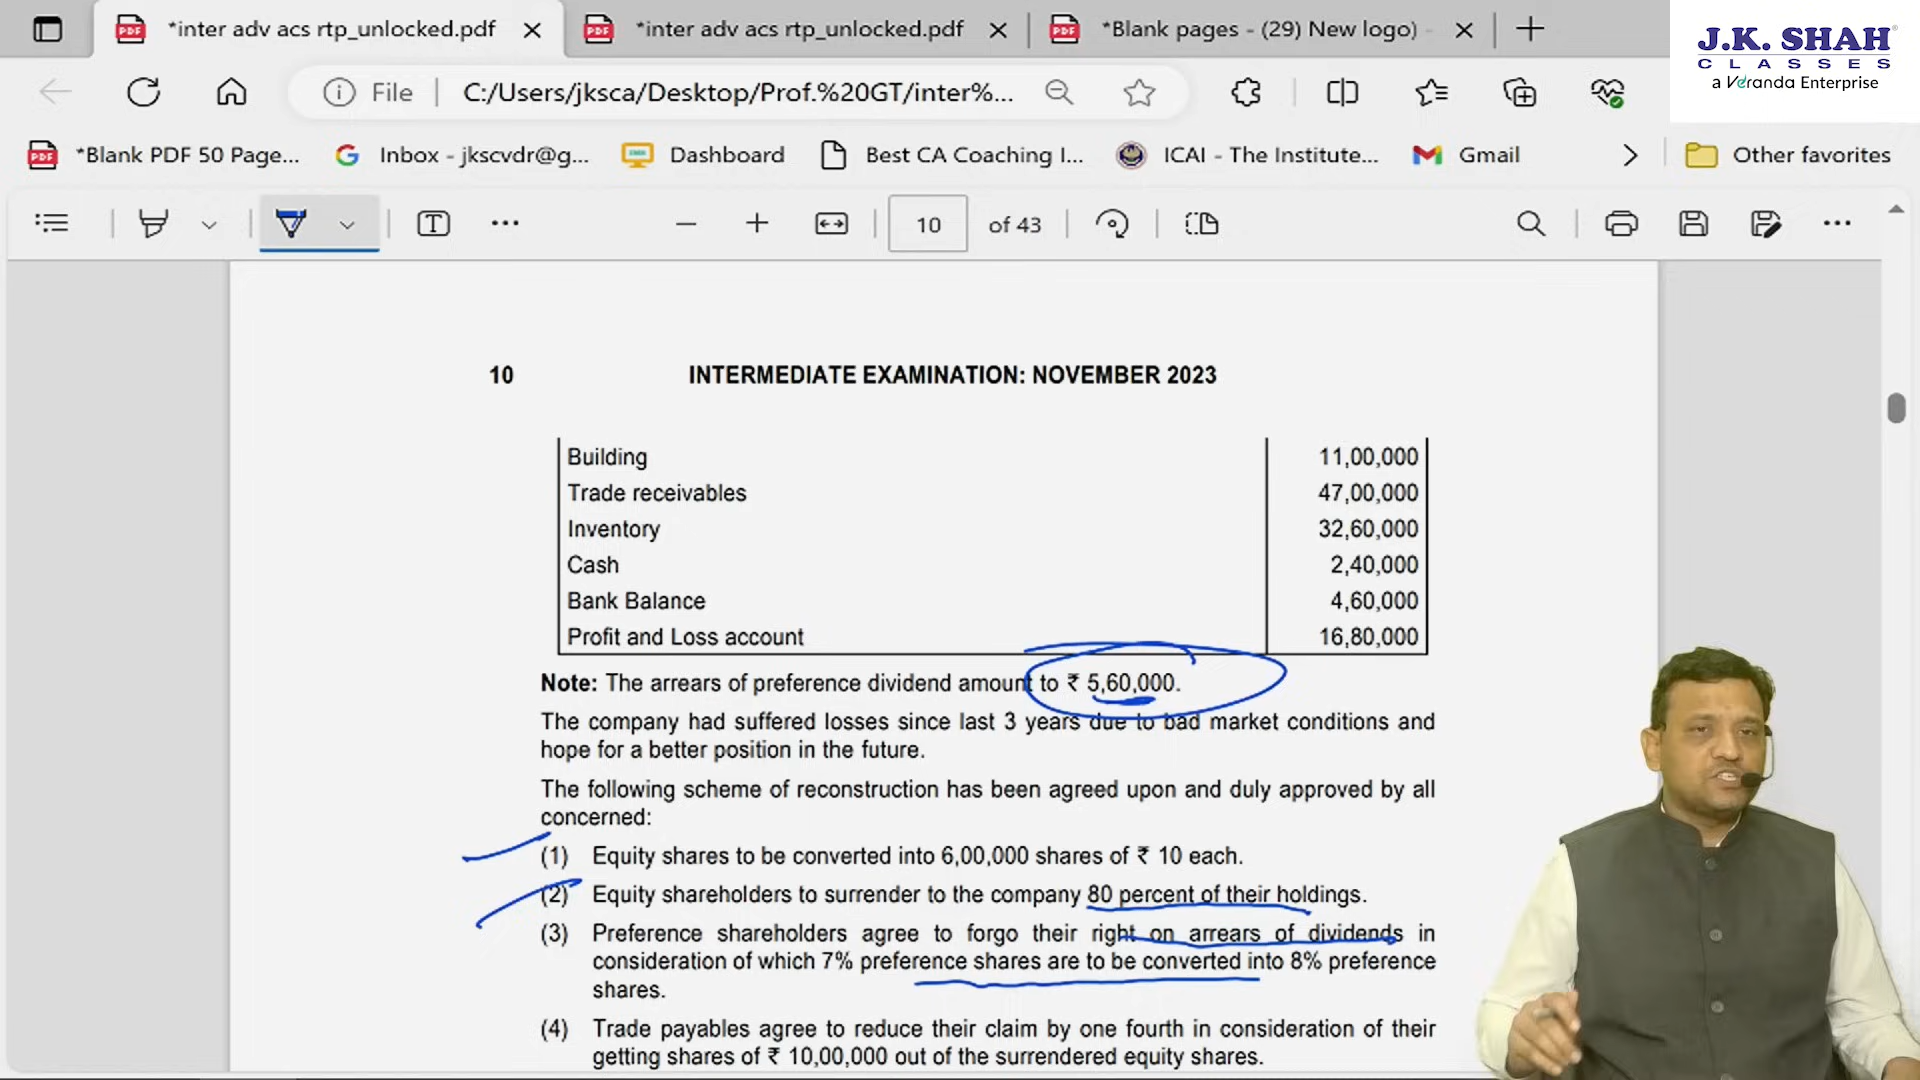 *inter adv acs rtp_unlocked.pdf
*inter adv acs rtp_unlocked.pdf
*Blank pages - (29) New logo) -
J.K. SHAH
CLASSES
a Veranda Enterprise
File
C:/Users/jksca/Desktop/Prof.%20GT/inter%...
*Blank PDF 50 Page...
Inbox - jkscvdr@g...
Dashboard
Best CA Coaching I...
ICAI - The Institute...
Gmail
Other favorites
10 of 43
10 INTERMEDIATE EXAMINATION: NOVEMBER 2023
Building 11,00,000
Trade receivables 47,00,000
Inventory 32,60,000
Cash 2,40,000
Bank Balance 4,60,000
Profit and Loss account 16,80,000
Note: The arrears of preference dividend amount to ₹ 5,60,000.
The company had suffered losses since last 3 years due to bad market conditions and
hope for a better position in the future.
The following scheme of reconstruction has been agreed upon and duly approved by all
concerned:
(1) Equity shares to be converted into 6,00,000 shares of ₹ 10 each.
(2) Equity shareholders to surrender to the company 80 percent of their holdings.
(3) Preference shareholders agree to forgo their right on arrears of dividends in
consideration of which 7% preference shares are to be converted into 8% preference
shares.
(4) Trade payables agree to reduce their claim by one fourth in consideration of their
getting shares of ₹ 10,00,000 out of the surrendered equity shares.